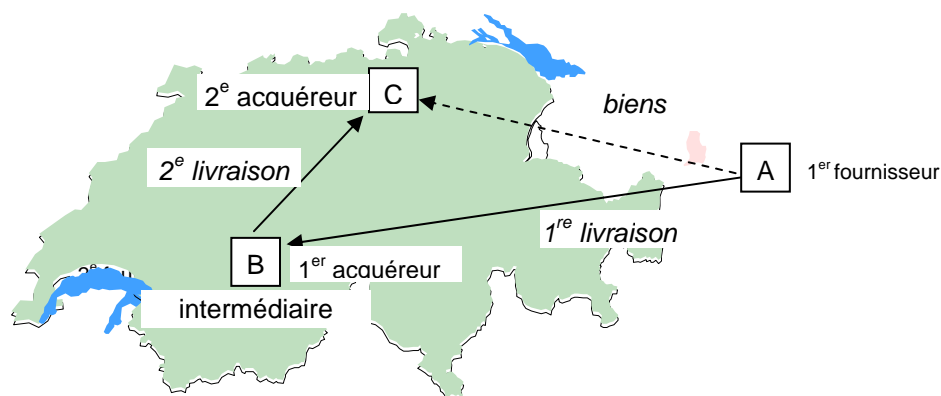 2e acquéreur
C
biens
A
1er fournisseur
2e livraison
1re livraison
B
1er acquéreur
intermédiaire